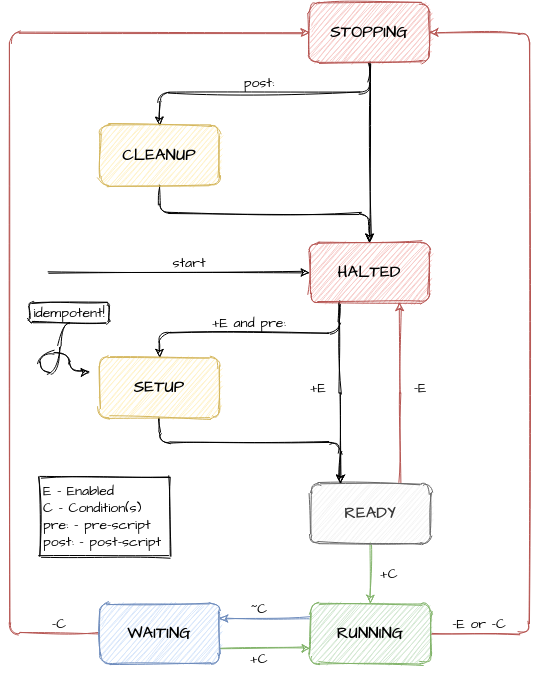 STOPPING
post:
CLEANUP
start
HALTED
idempotent!
+E and pre:
SETUP
+E
-E
E - Enabled
C - Condition(s)
pre: - pre-script
post: - post-script
READY
+C
-C
WAITING
~C
+C
RUNNING
-E or -C